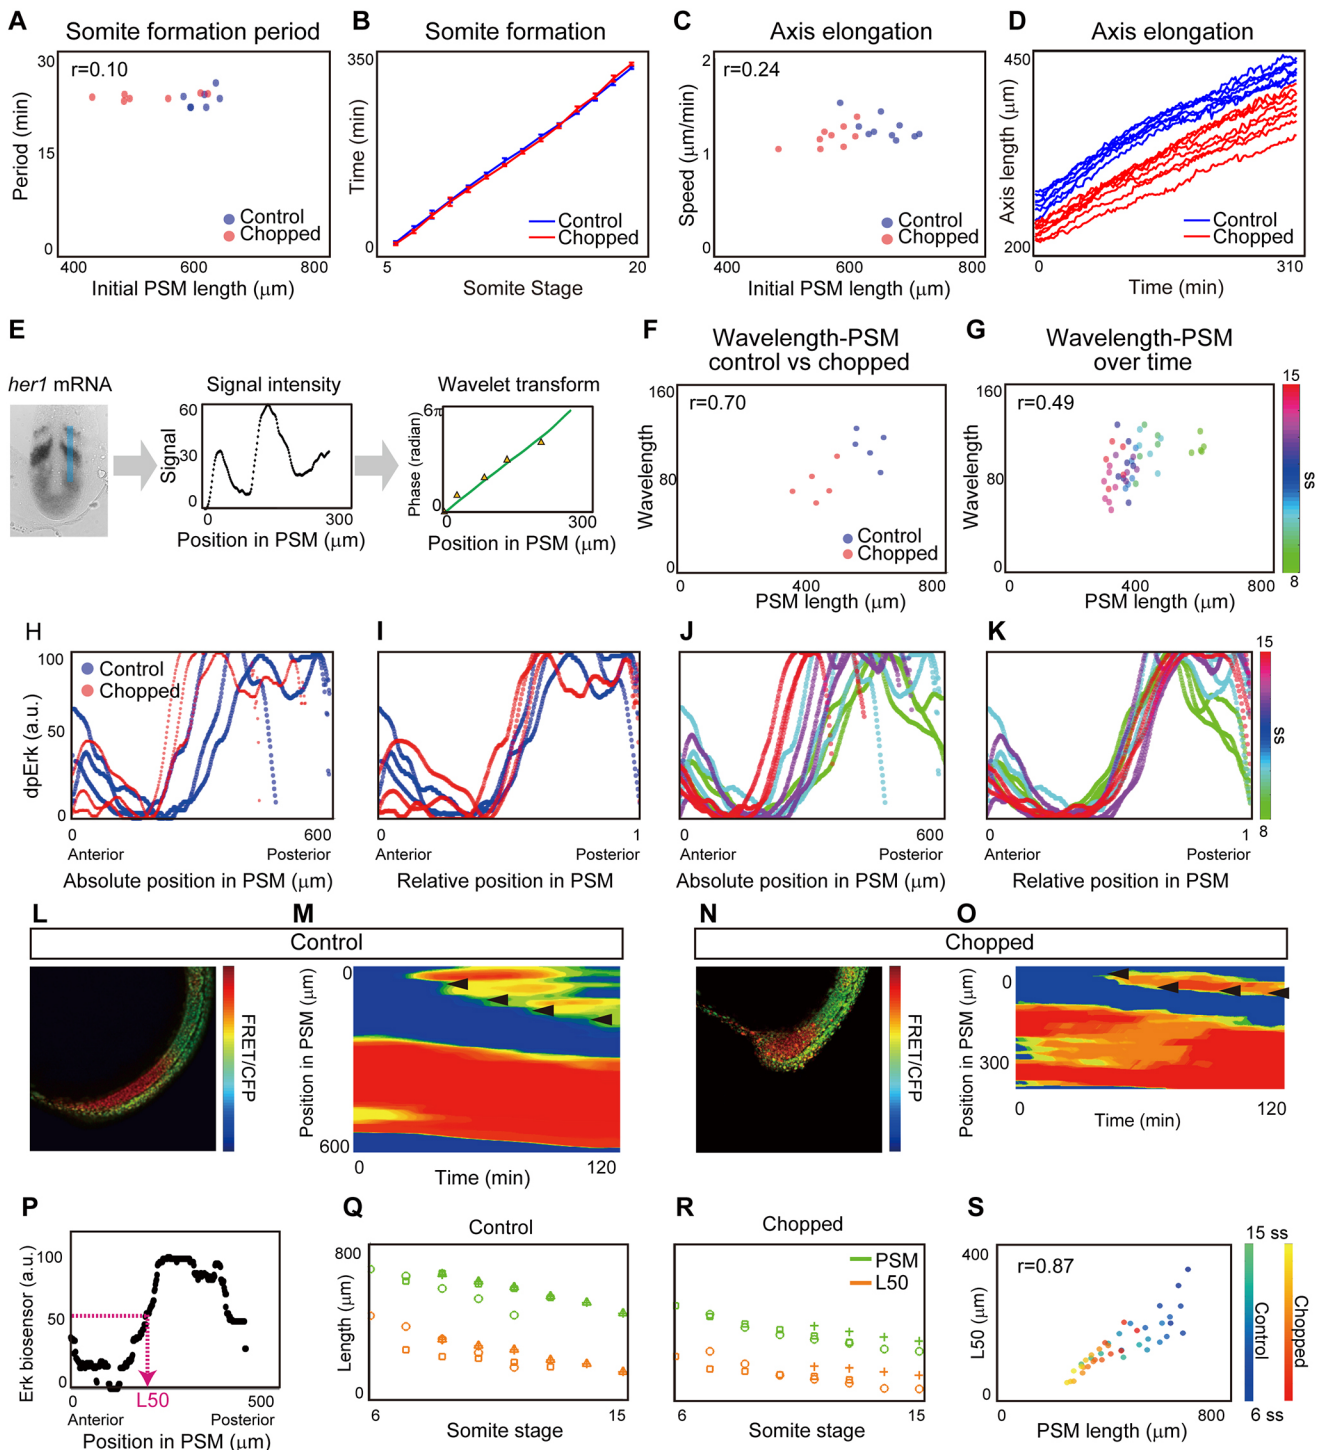 A
Somite formation period
30
15
0
Period (min)
r=0.10
Control
Chopped
400
600
800
Initial PSM length (μm)
B
Somite formation
350
0
Time (min)
Control
Chopped
5
20
Somite Stage
C
Axis elongation
2
1
0
Speed (μm/min)
r=0.24
Control
Chopped
400
600
800
Initial PSM length (μm)
D
Axis elongation
450
200
Axis length (μm)
Control
Chopped
0
310
Time (min)
E
her1 mRNA
Signal intensity
60
30
0
Signal
0
300
Position in PSM (μm)
Wavelet transform
6π
0
Phase (radian)
0
300
Position in PSM (μm)
F
Wavelength-PSM
control vs chopped
160
80
0
Wavelength
r=0.70
Control
Chopped
0
400
800
PSM length (μm)
G
Wavelength-PSM
over time
160
80
0
Wavelength
r=0.49
0
400
800
PSM length (μm)
15
ss
8
H
100
50
0
dpErk (a.u.)
Control
Chopped
0
600
Anterior
Posterior
Absolute position in PSM (μm)
I
0
1
Anterior
Posterior
Relative position in PSM
J
0
600
Anterior
Posterior
Absolute position in PSM (μm)
K
0
1
Anterior
Posterior
Relative position in PSM
15
ss
8
L
M
Control
FRET/CFP
0
600
Position in PSM (μm)
0
120
Time (min)
N
O
Chopped
FRET/CFP
0
300
Position in PSM (μm)
0
120
Time (min)
P
100
50
0
Erk biosensor (a.u.)
L50
0
500
Anterior
Posterior
Position in PSM (μm)
Q
Control
800
0
Length (μm)
6
15
Somite stage
R
Chopped
PSM
L50
6
15
Somite stage
S
400
200
0
L50 (μm)
r=0.87
0
400
800
PSM length (μm)
15 ss
Control
Chopped
6 ss